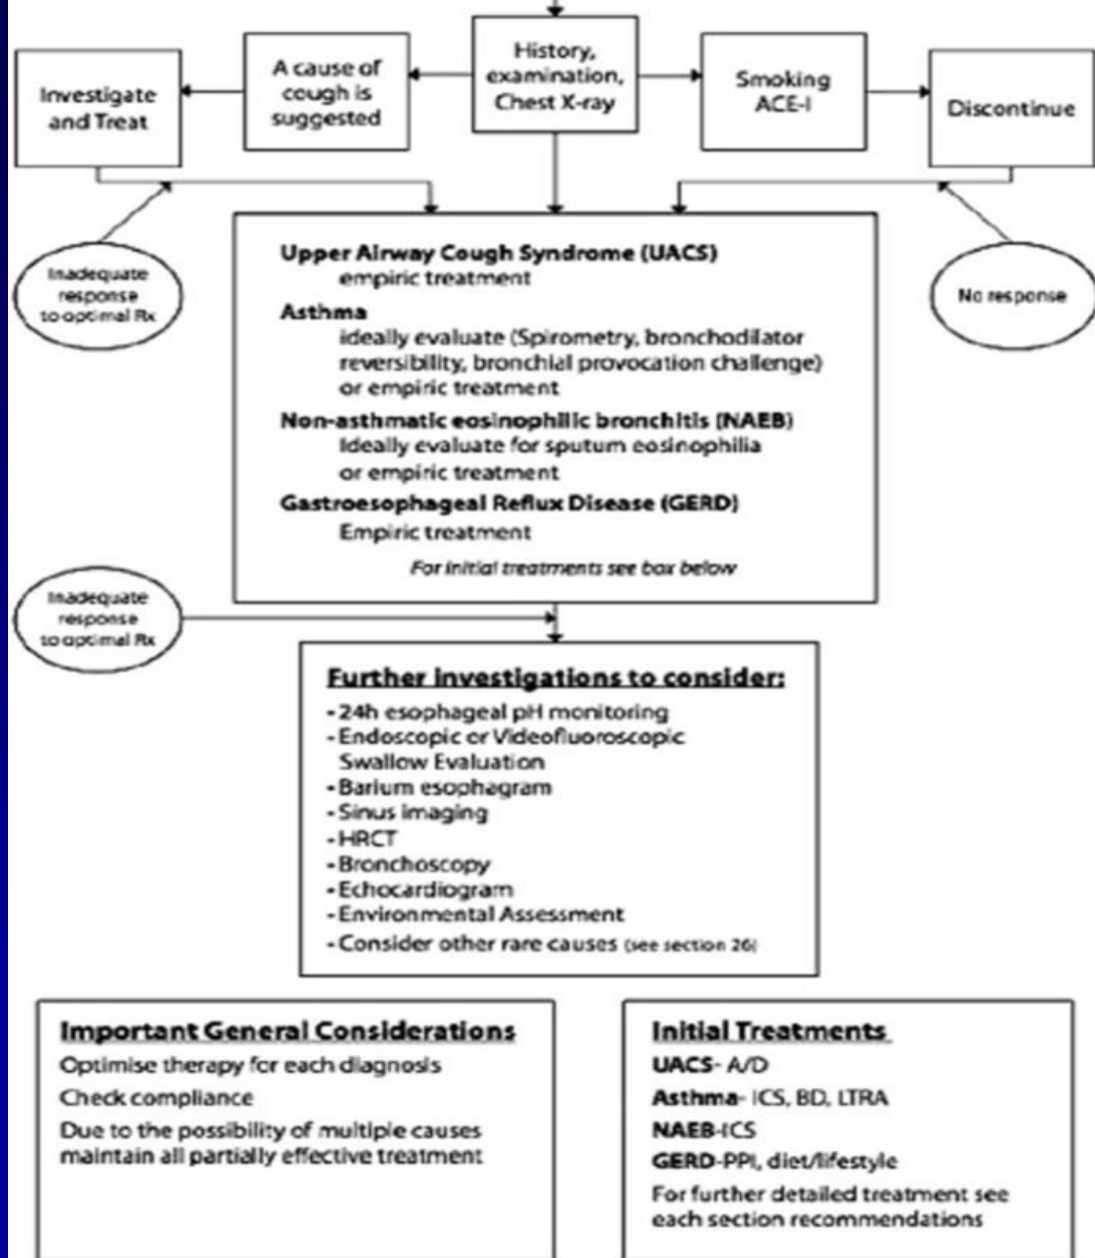 History,
examination,
Chest X-ray
A cause of
cough is
suggested
Investigate
and Treat
Smoking
ACE-I
Discontinue
Inadequate
response
to optimal Rx
No response
Upper Airway Cough Syndrome (UACS)
empiric treatment
Asthma
ideally evaluate (Spirometry, bronchodilator
reversibility, bronchial provocation challenge)
or empiric treatment
Non-asthmatic eosinophilic bronchitis (NAEB)
Ideally evaluate for sputum eosinophilia
or empiric treatment
Gastroesophageal Reflux Disease (GERD)
Empiric treatment
For initial treatments see box below
Inadequate
response
to optimal Rx
Further Investigations to consider:
- 24h esophageal pH monitoring
- Endoscopic or Videofluoroscopic
Swallow Evaluation
- Barium esophagram
- Sinus imaging
- HRCT
- Bronchoscopy
- Echocardiogram
- Environmental Assessment
- Consider other rare causes (see section 26)
Important General Considerations
Optimise therapy for each diagnosis
Check compliance
Due to the possibility of multiple causes
maintain all partially effective treatment
Initial Treatments
UACS- A/D
Asthma- ICS, BD, LTRA
NAEB-ICS
GERD-PPI, diet/lifestyle
For further detailed treatment see
each section recommendations